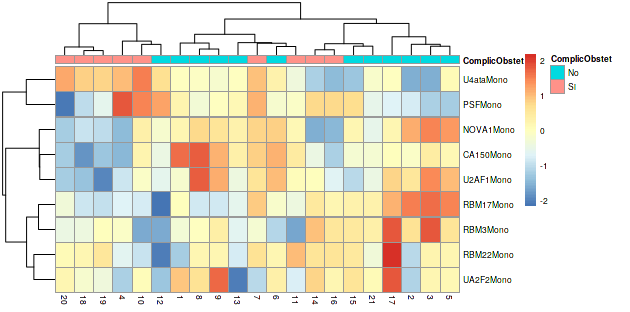 ComplicObstet
U4ataMono
PSFMono
NOVA1Mono
CA150Mono
U2AF1Mono
RBM17Mono
RBM3Mono
RBM22Mono
UA2F2Mono
20 18 19 4 10 12 1 8 9 13 7 6 11 14 16 15 21 17 2 3 5
2
1
0
-1
-2
ComplicObstet
No
SI